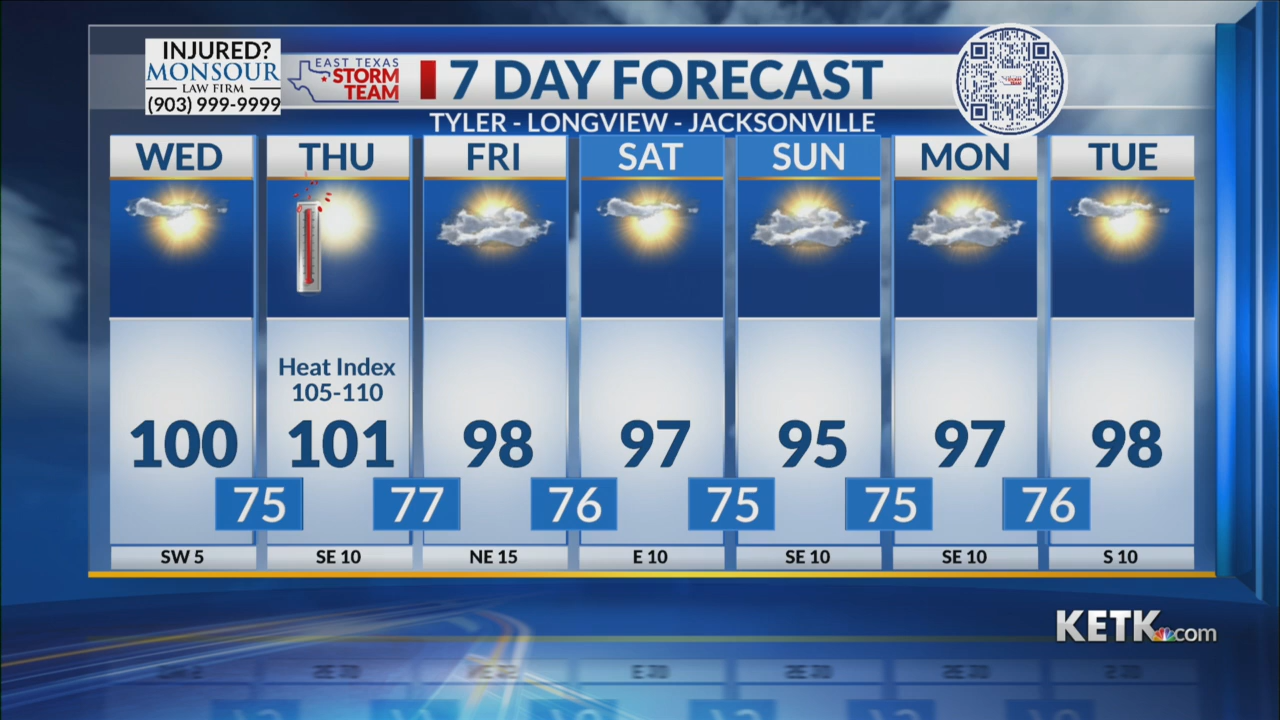 INJURED?
MONSOUR
LAW FIRM
(903) 999-9999
EAST TEXAS
STORM
TEAM
7 DAY FORECAST
TYLER - LONGVIEW - JACKSONVILLE
WED THU FRI SAT SUN MON TUE
Heat Index
105-110
100 101 98 97 95 97 98
75 77 76 75 75 76
SW 5 SE 10 NE 15 E 10 SE 10 SE 10 S 10
KETK.com